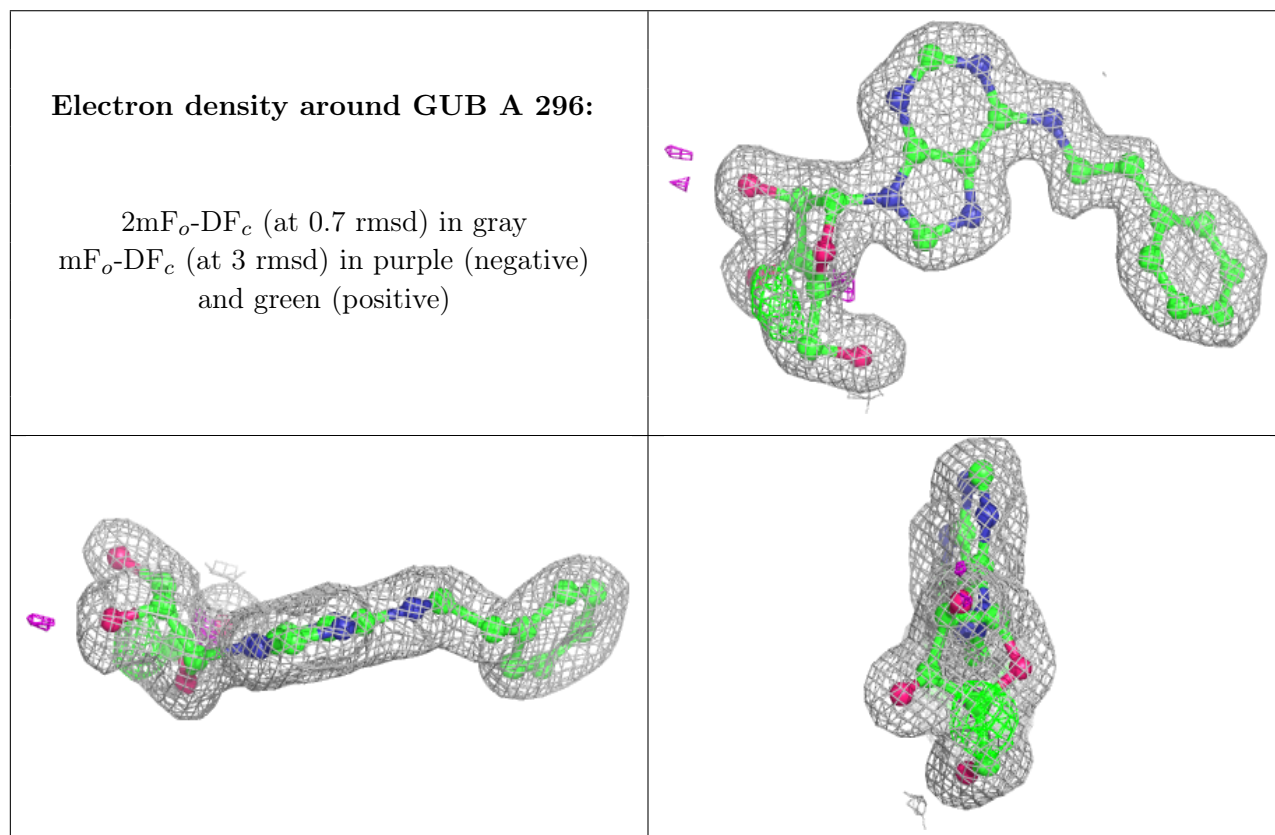 Electron density around GUB A 296:
2mFo-DFc (at 0.7 rmsd) in gray
mFo-DFc (at 3 rmsd) in purple (negative)
and green (positive)